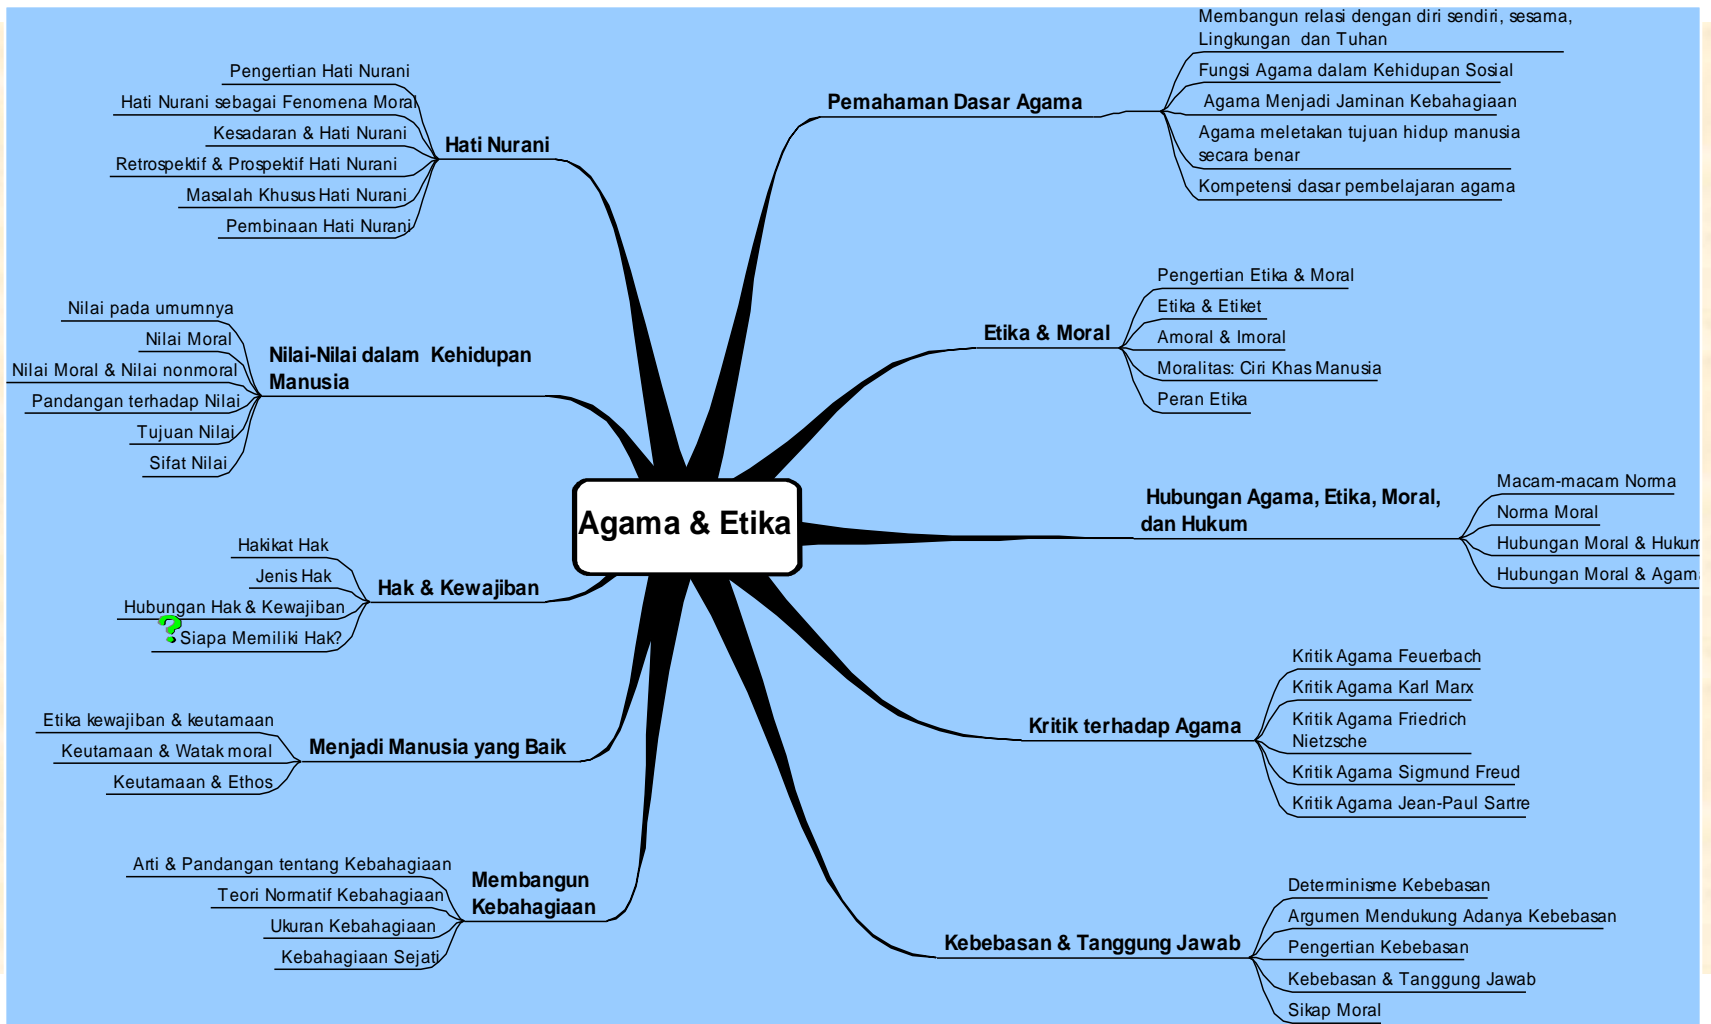 Agama & Etika
Pemahaman Dasar Agama
Membangun relasi dengan diri sendiri, sesama,
Lingkungan dan Tuhan
Fungsi Agama dalam Kehidupan Sosial
Agama Menjadi Jaminan Kebahagiaan
Agama meletakan tujuan hidup manusia
secara benar
Kompetensi dasar pembelajaran agama
Etika & Moral
Pengertian Etika & Moral
Etika & Etiket
Amoral & Imoral
Moralitas: Ciri Khas Manusia
Peran Etika
Hubungan Agama, Etika, Moral,
dan Hukum
Macam-macam Norma
Norma Moral
Hubungan Moral & Hukum
Hubungan Moral & Agama
Kritik terhadap Agama
Kritik Agama Feuerbach
Kritik Agama Karl Marx
Kritik Agama Friedrich
Nietzsche
Kritik Agama Sigmund Freud
Kritik Agama Jean-Paul Sartre
Kebebasan & Tanggung Jawab
Determinisme Kebebasan
Argumen Mendukung Adanya Kebebasan
Pengertian Kebebasan
Kebebasan & Tanggung Jawab
Sikap Moral
Membangun
Kebahagiaan
Arti & Pandangan tentang Kebahagiaan
Teori Normatif Kebahagiaan
Ukuran Kebahagiaan
Kebahagiaan Sejati
Menjadi Manusia yang Baik
Etika kewajiban & keutamaan
Keutamaan & Watak moral
Keutamaan & Ethos
Hak & Kewajiban
Hakikat Hak
Jenis Hak
Hubungan Hak & Kewajiban
? Siapa Memiliki Hak?
Nilai-Nilai dalam Kehidupan
Manusia
Nilai pada umumnya
Nilai Moral
Nilai Moral & Nilai nonmoral
Pandangan terhadap Nilai
Tujuan Nilai
Sifat Nilai
Hati Nurani
Pengertian Hati Nurani
Hati Nurani sebagai Fenomena Moral
Kesadaran & Hati Nurani
Retrospektif & Prospektif Hati Nurani
Masalah Khusus Hati Nurani
Pembinaan Hati Nurani